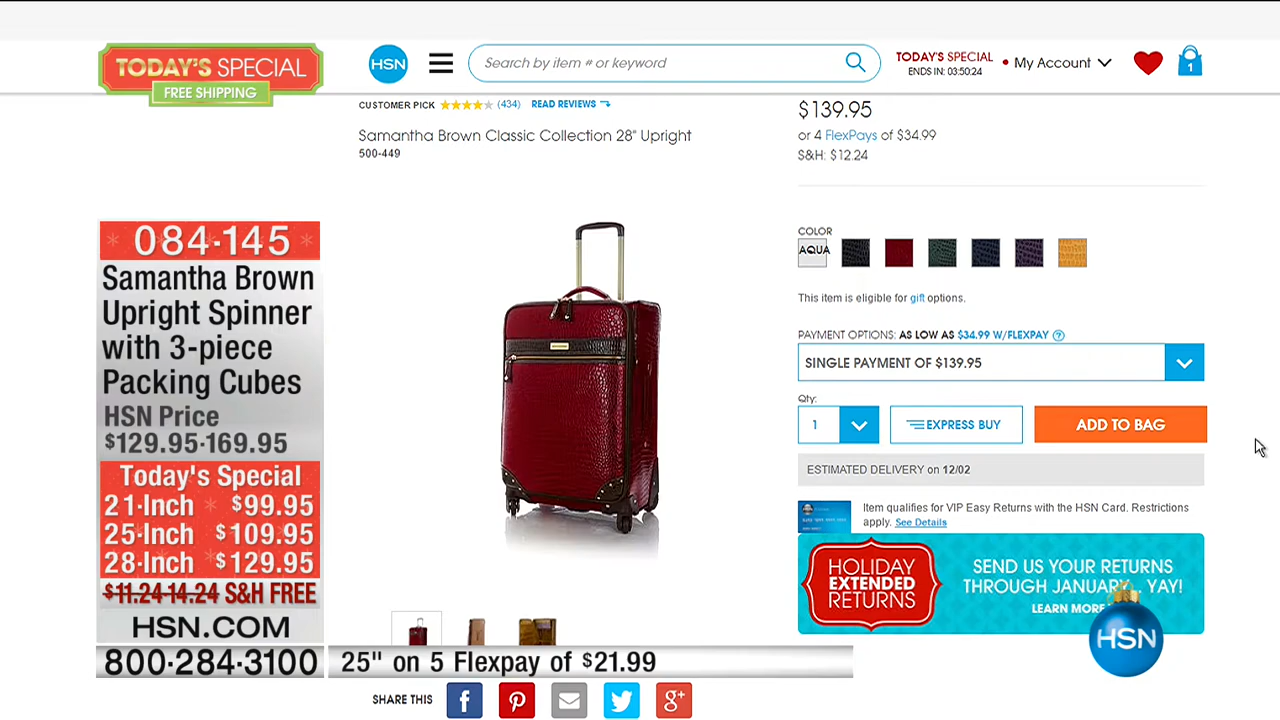 TODAY'S SPECIAL
FREE SHIPPING
HSN
Search by item # or keyword
TODAY'S SPECIAL
ENDS IN: 03:50:24
My Account
1
CUSTOMER PICK (434) READ REVIEWS
Samantha Brown Classic Collection 28" Upright
500-449
$139.95
or 4 FlexPays of $34.99
S&H: $12.24
COLOR
AQUA
This item is eligible for gift options.
PAYMENT OPTIONS: AS LOW AS $34.99 W/FLEXPAY ?
SINGLE PAYMENT OF $139.95
Qty:
1
EXPRESS BUY
ADD TO BAG
ESTIMATED DELIVERY on 12/02
Item qualifies for VIP Easy Returns with the HSN Card. Restrictions
apply. See Details
HOLIDAY
EXTENDED
RETURNS
SEND US YOUR RETURNS
THROUGH JANUARY. YAY!
LEARN MORE
HSN
084-145
Samantha Brown
Upright Spinner
with 3-piece
Packing Cubes
HSN Price
$129.95-169.95
Today's Special
21-Inch $99.95
25-Inch $109.95
28-Inch $129.95
$11.24-14.24 S&H FREE
HSN.COM
800-284-3100
25" on 5 Flexpay of $21.99
SHARE THIS
f
g+